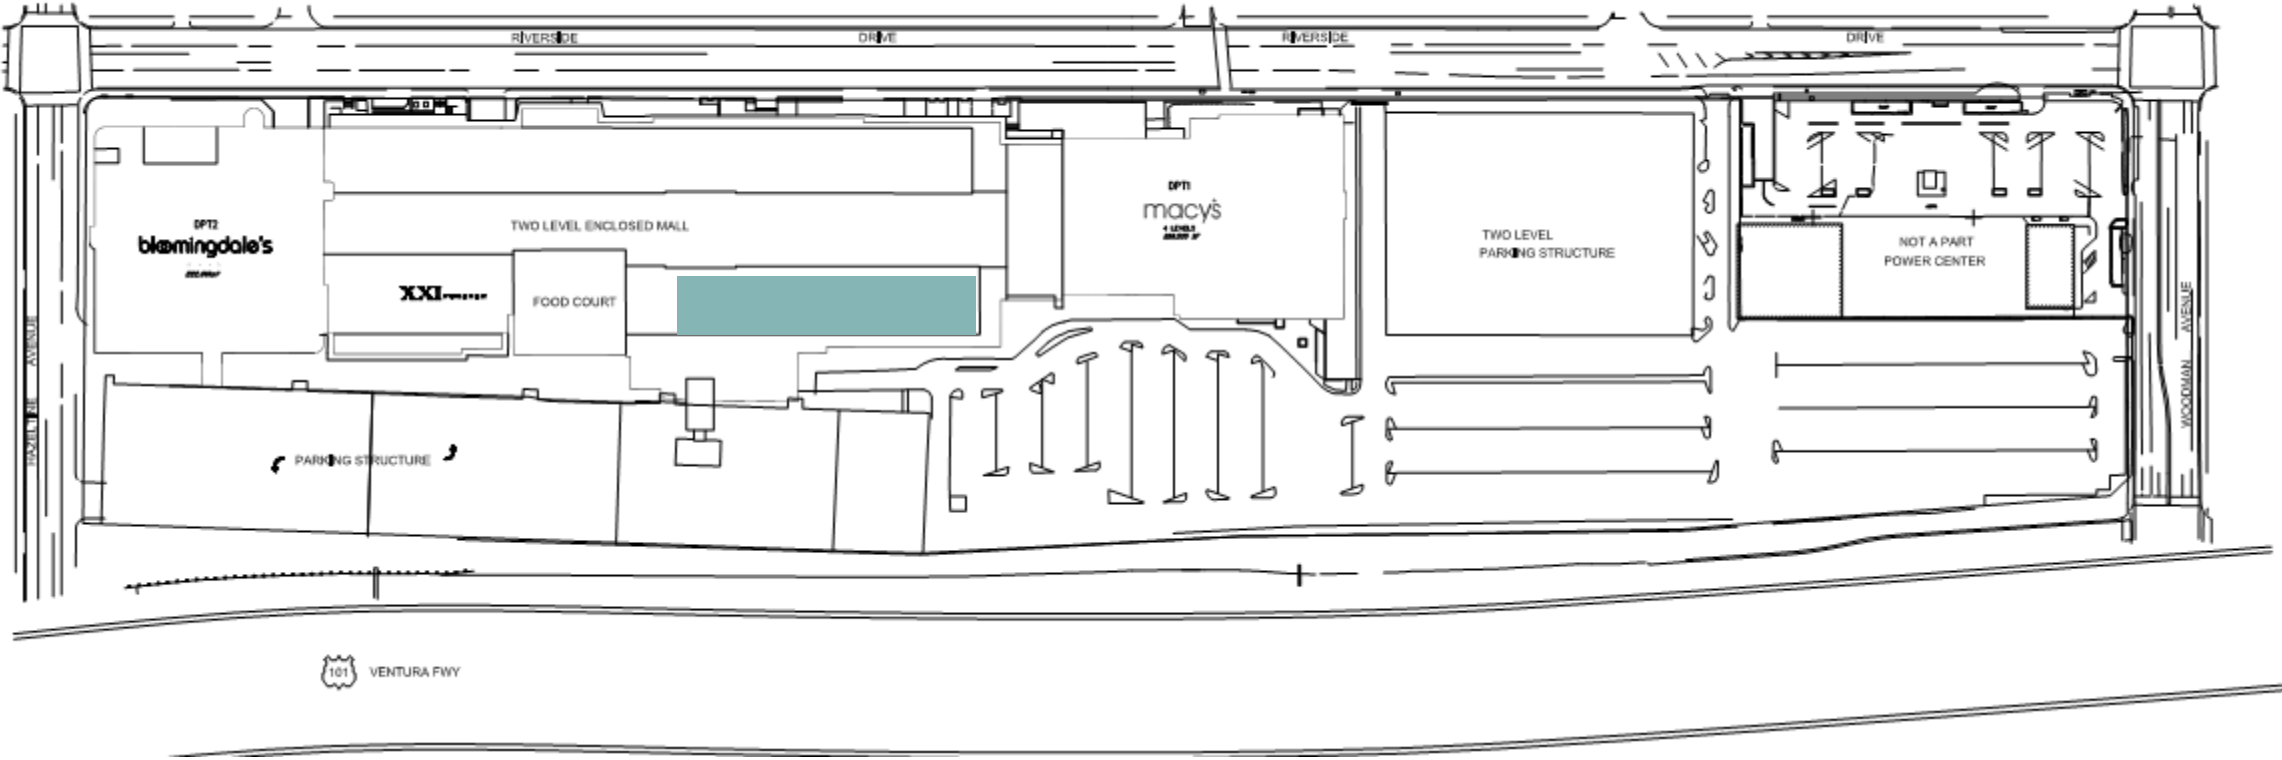 RIVERSIDE DRIVE RIVERSIDE DRIVE
DPT2
bloomingdale's
TWO LEVEL ENCLOSED MALL
XXI
FOOD COURT
DPT1
macy's
4 LEVELS
TWO LEVEL
PARKING STRUCTURE
NOT A PART
POWER CENTER
HAZELTINE AVENUE
WOODMAN AVENUE
PARKING STRUCTURE
101 VENTURA FWY